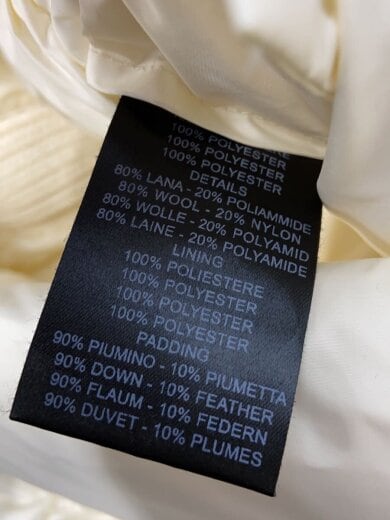 100% POLYESTERE
100% POLYESTER
100% POLYESTER
DETAILS
80% LANA - 20% POLIAMMIDE
80% WOOL - 20% NYLON
80% WOLLE - 20% POLYAMID
80% LAINE - 20% POLYAMIDE
LINING
100% POLIESTERE
100% POLYESTER
100% POLYESTER
100% POLYESTER
PADDING
90% PIUMINO - 10% PIUMETTA
90% DOWN - 10% FEATHER
90% FLAUM - 10% FEDERN
90% DUVET - 10% PLUMES